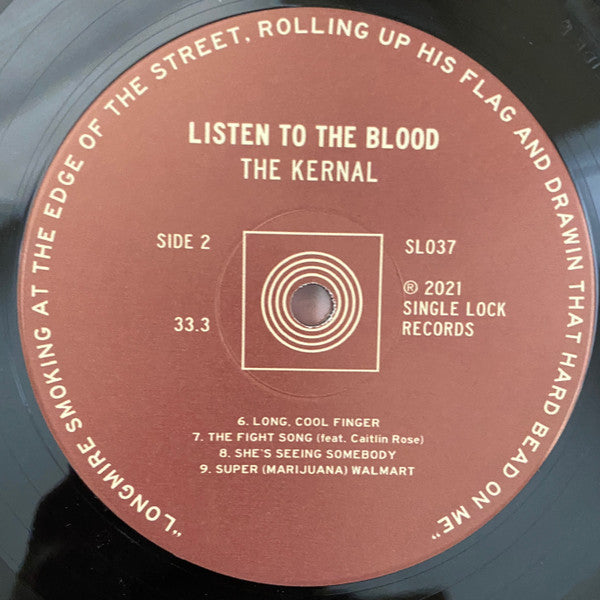 "LONGMIRE SMOKING AT THE EDGE OF THE STREET, ROLLING UP HIS FLAG AND DRAWIN THAT HARD BEAD ON ME"
LISTEN TO THE BLOOD
THE KERNAL
SIDE 2
SL037
33.3
℗ 2021
SINGLE LOCK
RECORDS
6. LONG, COOL FINGER
7. THE FIGHT SONG (feat. Caitlin Rose)
8. SHE'S SEEING SOMEBODY
9. SUPER (MARIJUANA) WALMART